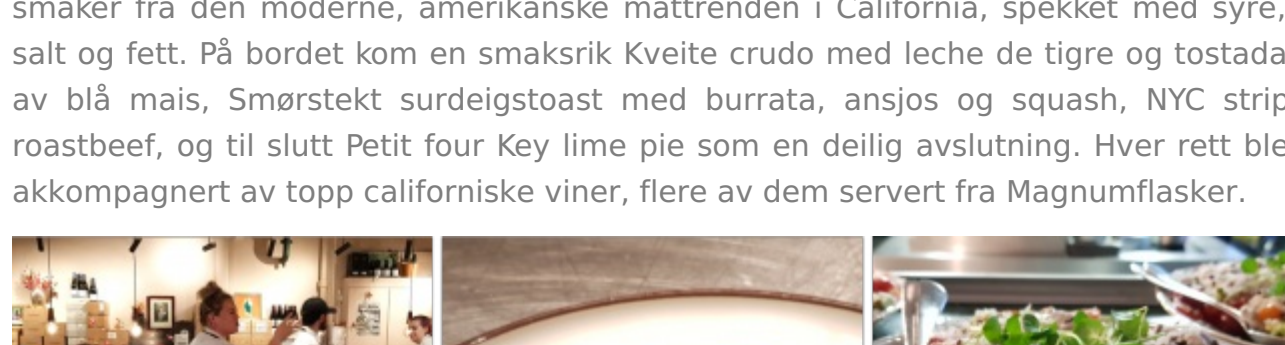 smaker fra den moderne, amerikanske mattrenden i California, spekket med syre,
salt og fett. På bordet kom en smaksrik Kveite crudo med leche de tigre og tostada
av blå mais, Smørstekt surdeigstoast med burrata, ansjos og squash, NYC strip
roastbeef, og til slutt Petit four Key lime pie som en deilig avslutning. Hver rett ble
akkompagnert av topp californiske viner, flere av dem servert fra Magnumflasker.